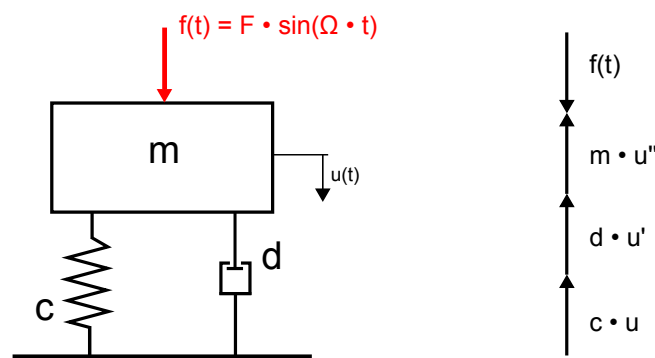 f(t) = F • sin(Ω • t)
m
u(t)
c
d
f(t)
m • u"
d • u'
c • u